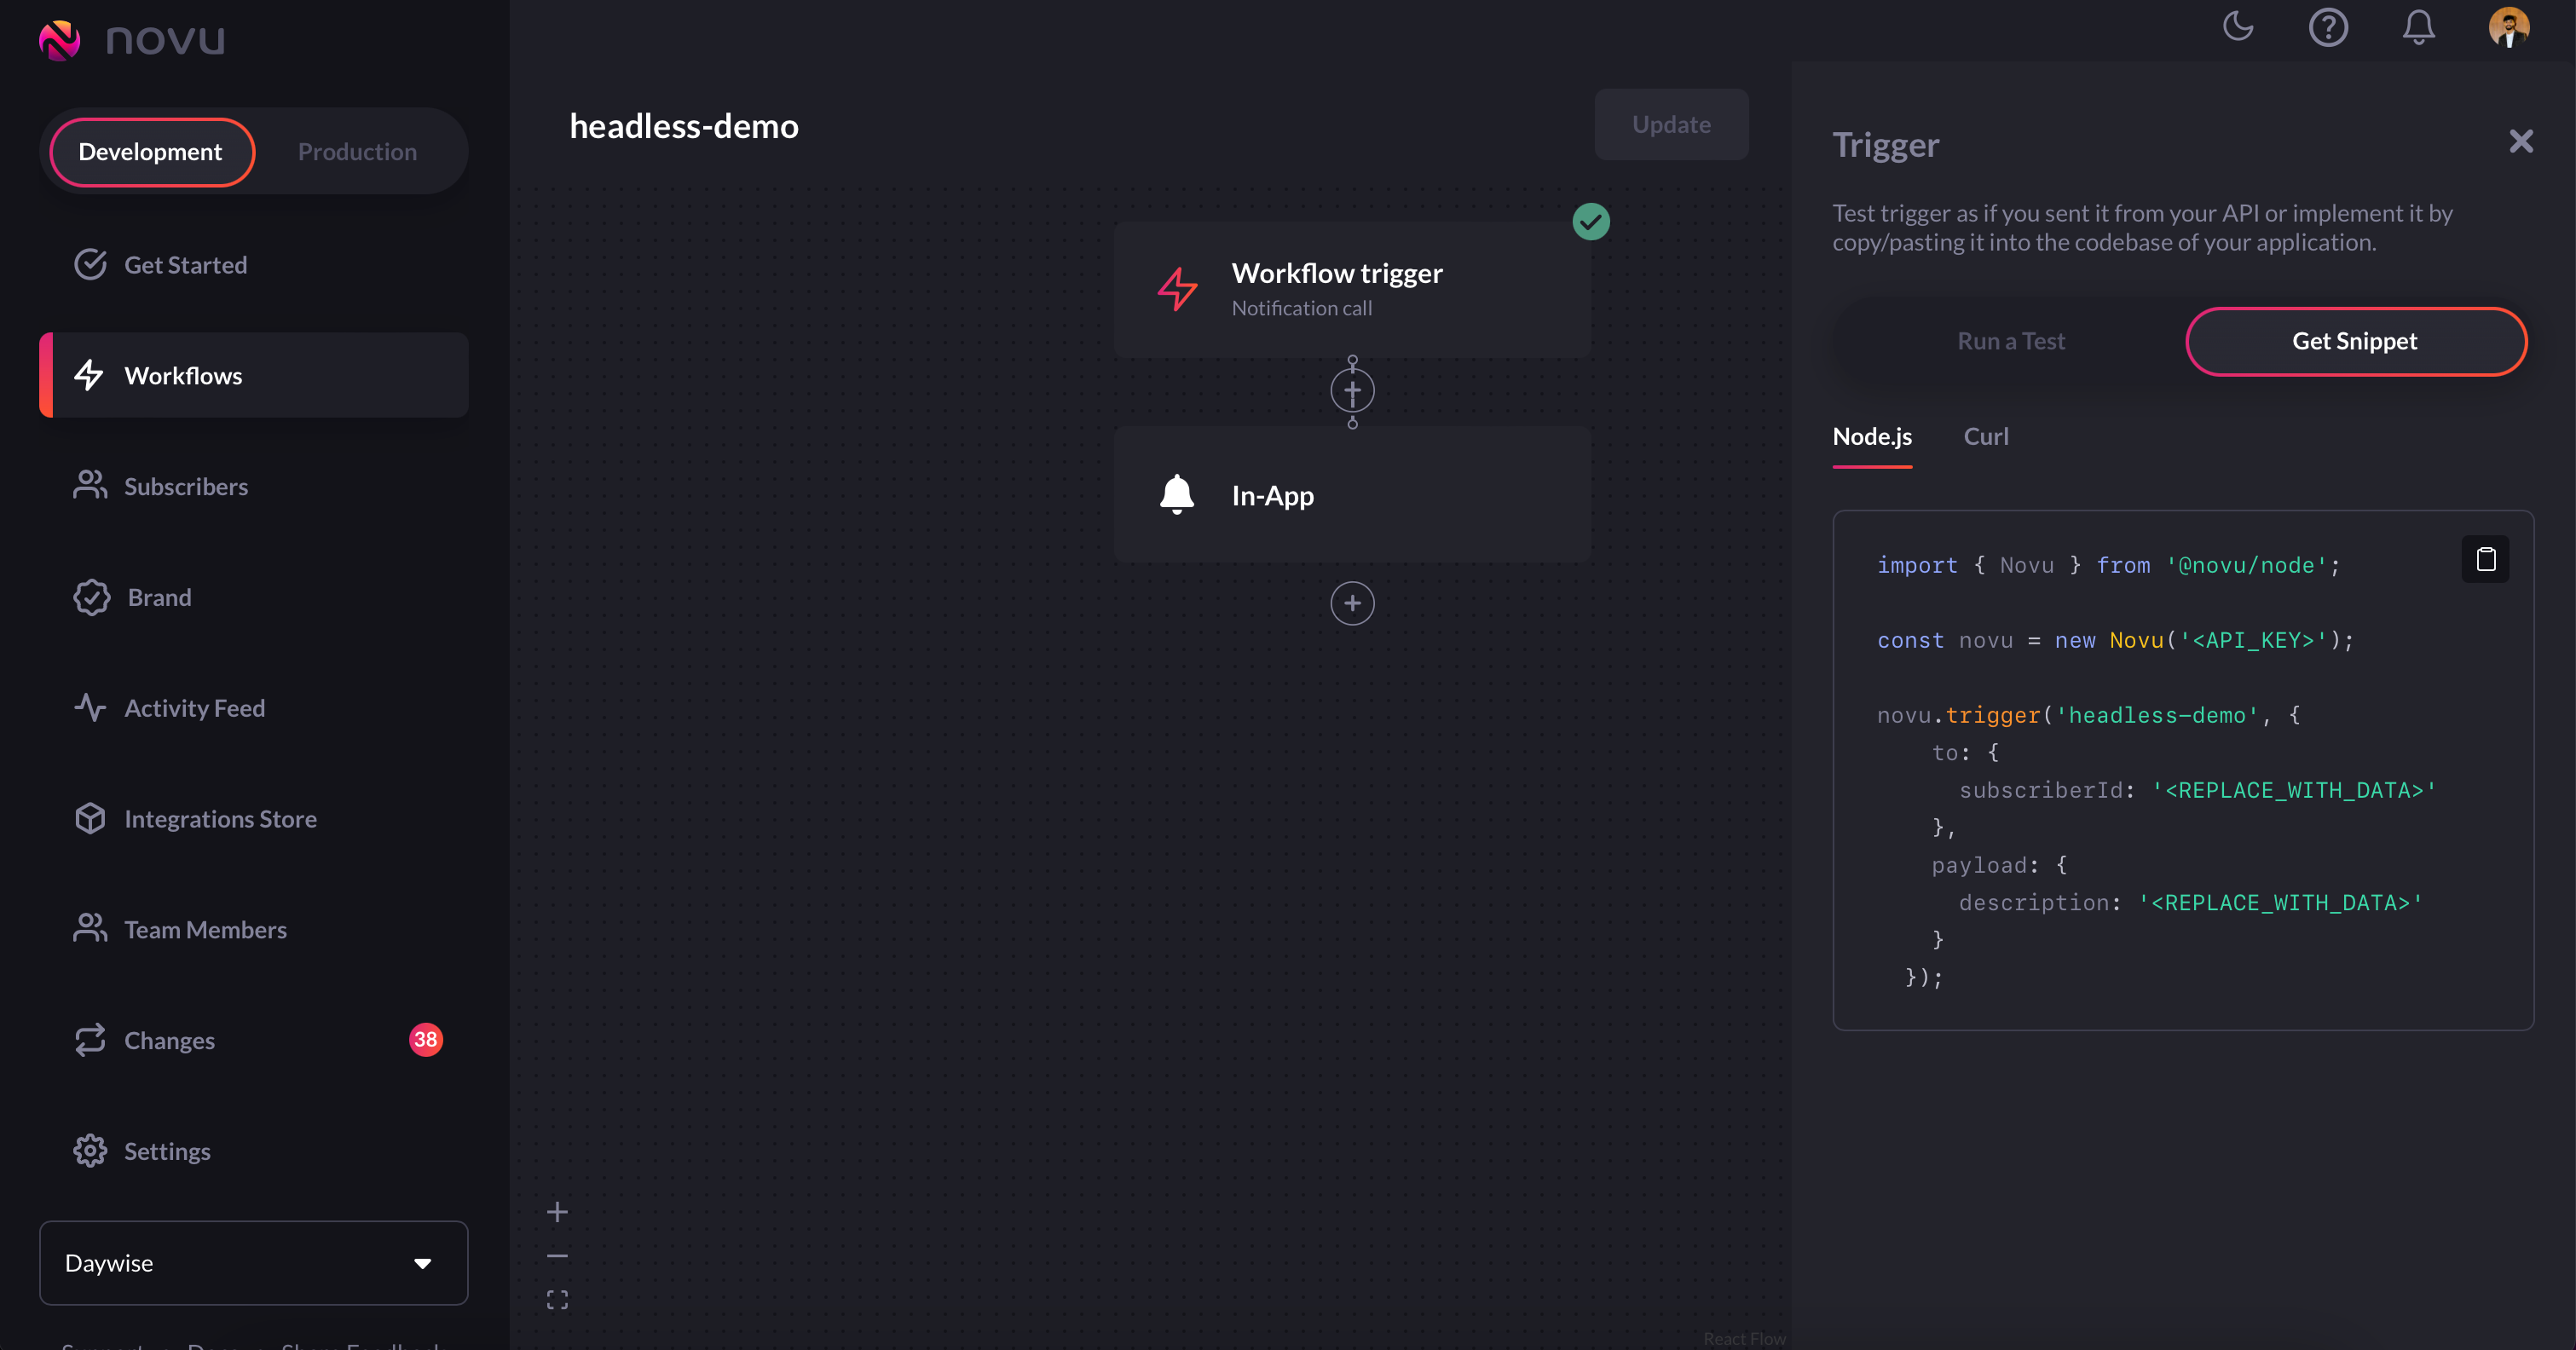 novu
Development
Production
Get Started
Workflows
Subscribers
Brand
Activity Feed
Integrations Store
Team Members
Changes
38
Settings
Daywise
headless-demo
Update
Workflow trigger
Notification call
In-App
React Flow
Trigger
Test trigger as if you sent it from your API or implement it by
copy/pasting it into the codebase of your application.
Run a Test
Get Snippet
Node.js
Curl
import { Novu } from '@novu/node';
const novu = new Novu('<API_KEY>');
novu.trigger('headless-demo', {
to: {
subscriberId: '<REPLACE_WITH_DATA>'
},
payload: {
description: '<REPLACE_WITH_DATA>'
}
});